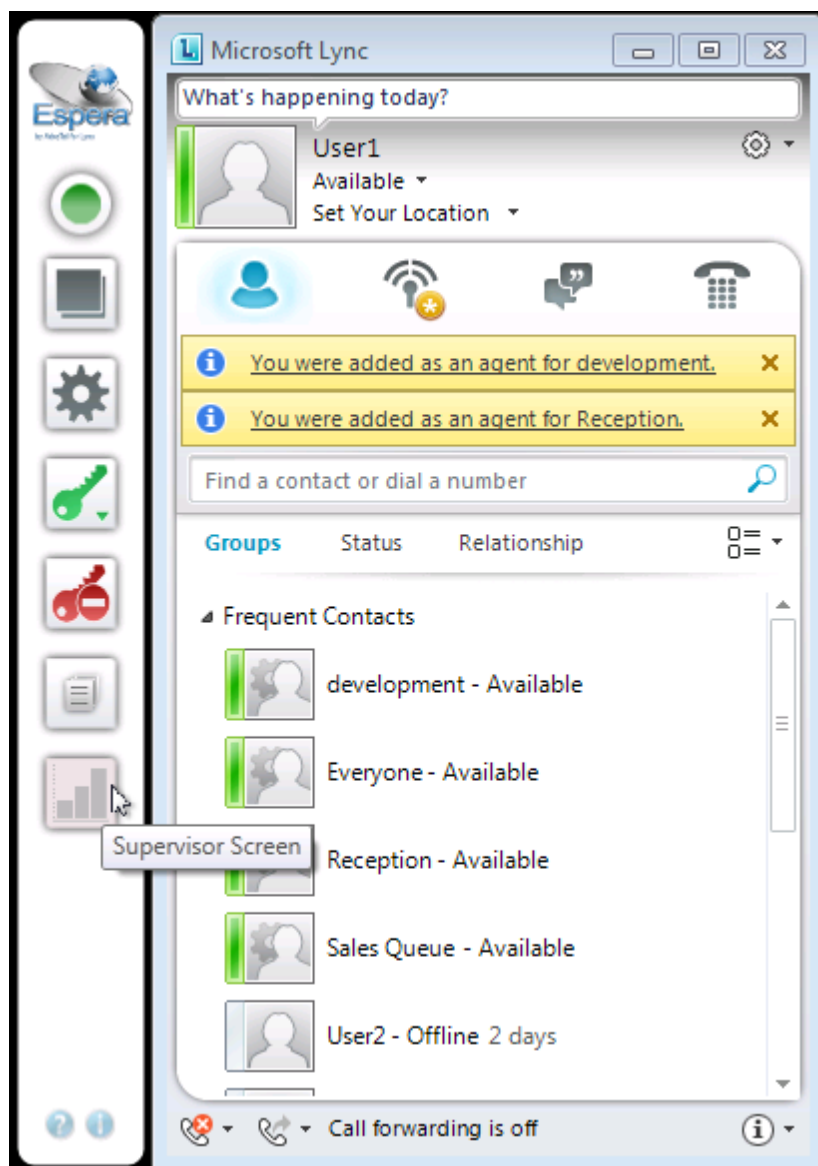 Microsoft Lync
What's happening today?
Espera
User1
Available
Set Your Location
You were added as an agent for development.
You were added as an agent for Reception.
Find a contact or dial a number
Groups Status Relationship
Frequent Contacts
development - Available
Everyone - Available
Supervisor Screen
Reception - Available
Sales Queue - Available
User2 - Offline 2 days
Call forwarding is off